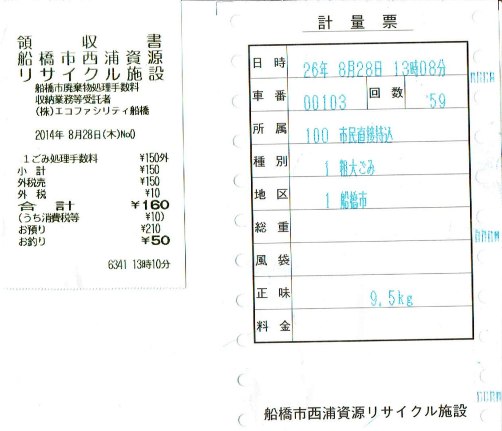 領収書
船橋市西浦資源
リサイクル施設
船橋市廃棄物処理手数料
収納業務等受託者
(株)エコファシリティ船橋
2014年 8月28日(木)No0
1ごみ処理手数料 ¥150外
小計 ¥150
外税売 ¥150
外税 ¥10
合計 ¥160
(うち消費税等 ¥10)
お預り ¥210
お釣り ¥50
6341 13時10分
計量票
日時 26年 8月28日 13時08分
車番 00103 回数 59
所属 100 市民直接持込
種別 1 粗大ごみ
地区 1 船橋市
総重
風袋
正味 9.5kg
料金
船橋市西浦資源リサイクル施設